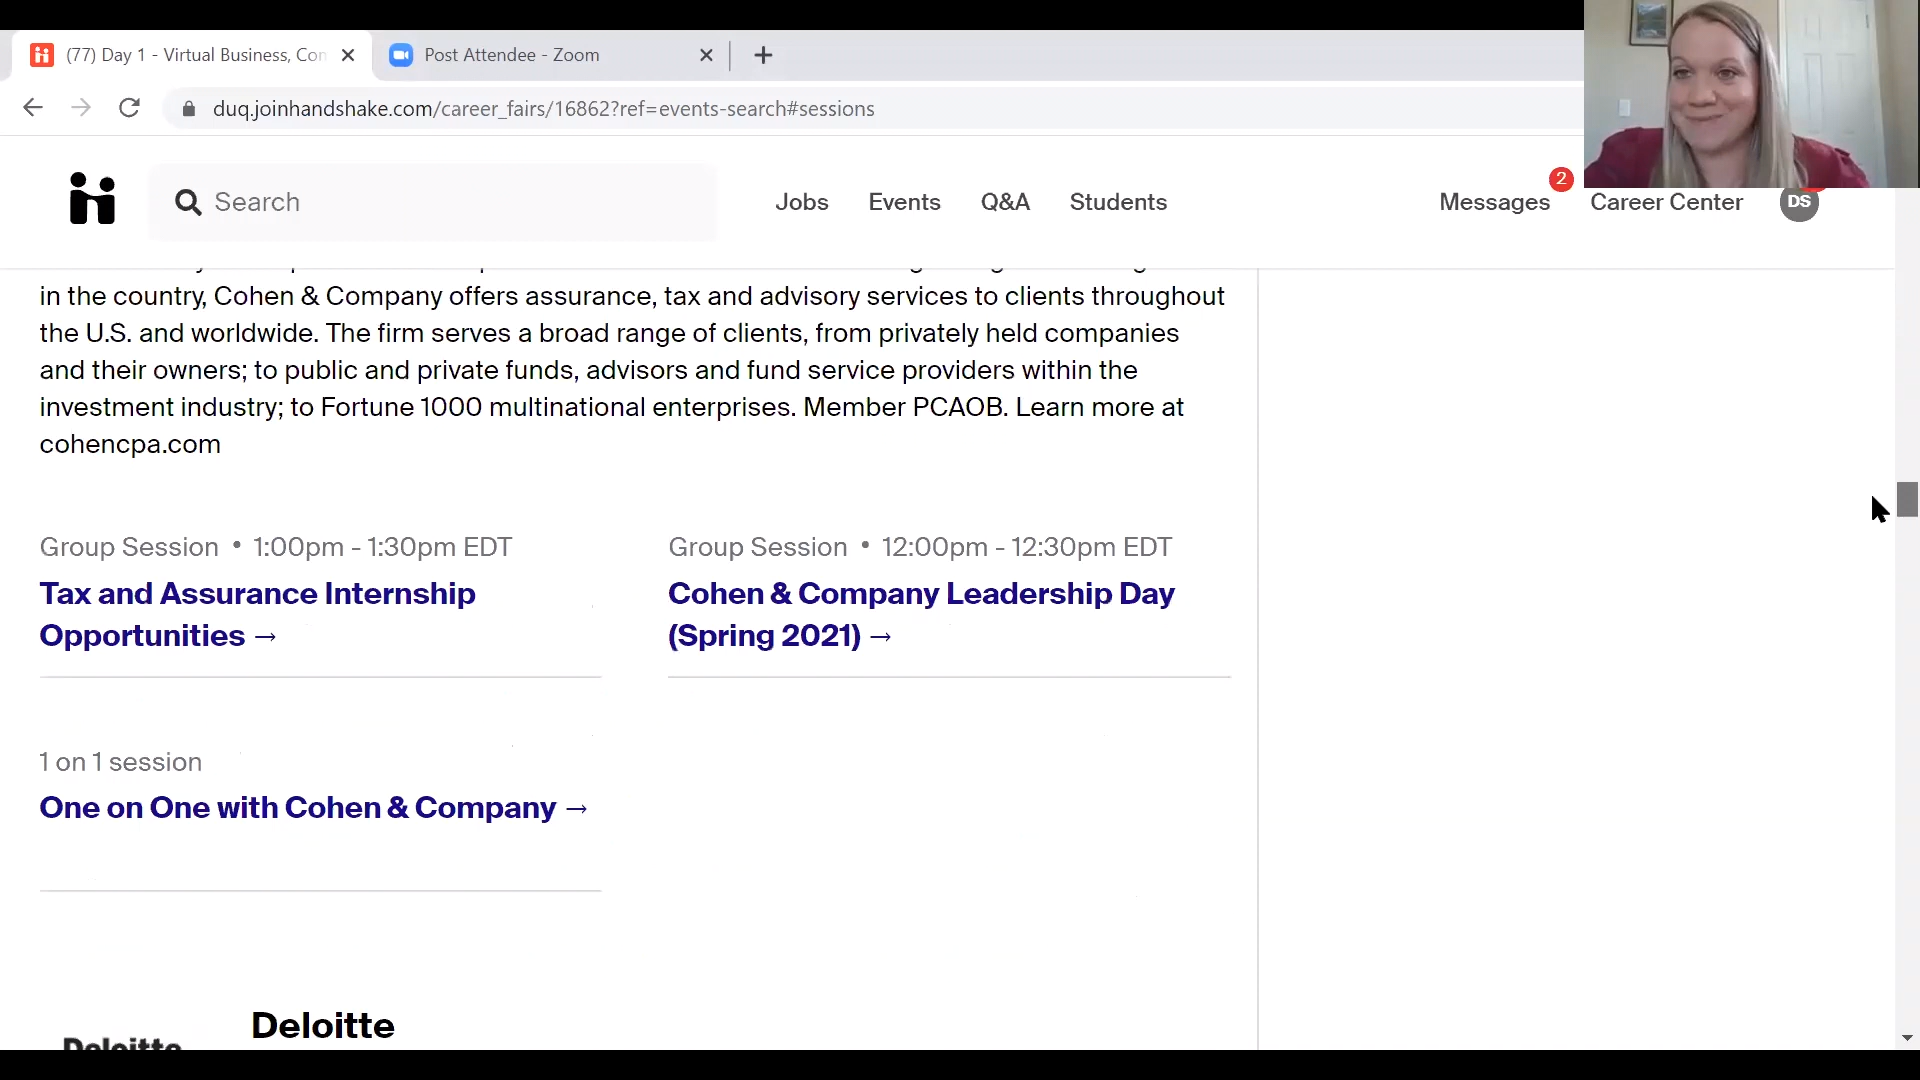 (77) Day 1 - Virtual Business, Con
Post Attendee - Zoom
duq.joinhandshake.com/career_fairs/16862?ref=events-search#sessions
Search
Jobs
Events
Q&A
Students
Messages
2
Career Center
DS
in the country, Cohen & Company offers assurance, tax and advisory services to clients throughout
the U.S. and worldwide. The firm serves a broad range of clients, from privately held companies
and their owners; to public and private funds, advisors and fund service providers within the
investment industry; to Fortune 1000 multinational enterprises. Member PCAOB. Learn more at
cohencpa.com
Group Session • 1:00pm - 1:30pm EDT
Tax and Assurance Internship
Opportunities →
Group Session • 12:00pm - 12:30pm EDT
Cohen & Company Leadership Day
(Spring 2021) →
1 on 1 session
One on One with Cohen & Company →
Deloitte
Deloitte